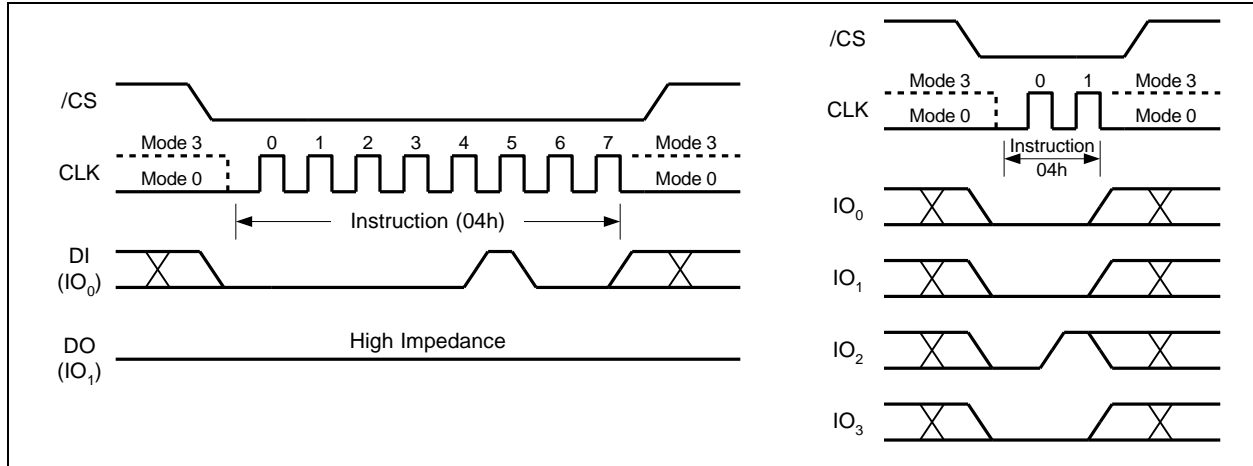 /CS
Mode 3 0 1 2 3 4 5 6 7 Mode 3
CLK Mode 0 Mode 0
Instruction (04h)
DI
(IO0)
High Impedance
DO
(IO1)
/CS
Mode 3 0 1 Mode 3
CLK Mode 0 Mode 0
Instruction
04h
IO0
IO1
IO2
IO3